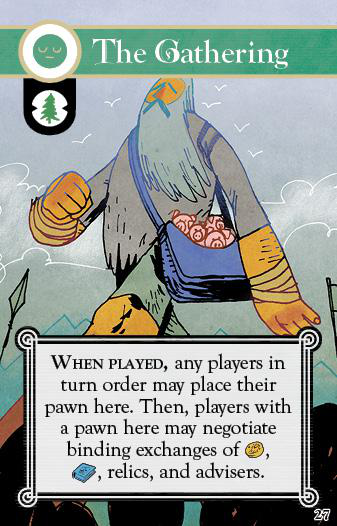 The Gathering
WHEN PLAYED, any players in
turn order may place their
pawn here. Then, players with
a pawn here may negotiate
binding exchanges of ,
, relics, and advisers.
27